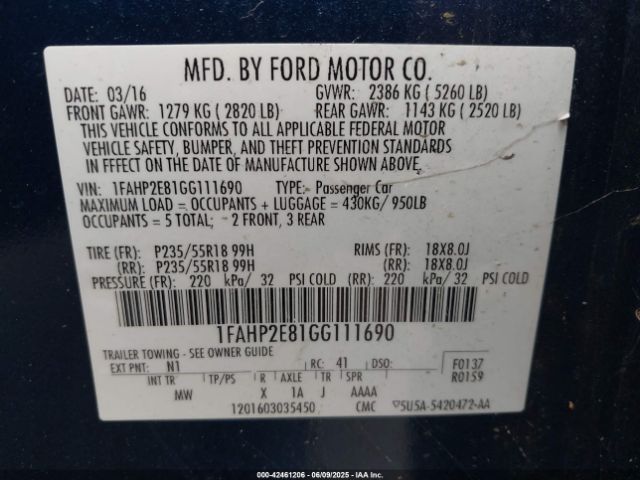 MFD. BY FORD MOTOR CO.
DATE: 03/16 GVWR: 2386 KG ( 5260 LB)
FRONT GAWR: 1279 KG ( 2820 LB) REAR GAWR: 1143 KG ( 2520 LB)
THIS VEHICLE CONFORMS TO ALL APPLICABLE FEDERAL MOTOR
VEHICLE SAFETY, BUMPER, AND THEFT PREVENTION STANDARDS
IN EFFECT ON THE DATE OF MANUFACTURE SHOWN ABOVE.
VIN: 1FAHP2E81GG111690 TYPE: Passenger Car
MAXIMUM LOAD = OCCUPANTS + LUGGAGE = 430KG/ 950LB
OCCUPANTS = 5 TOTAL; - 2 FRONT, 3 REAR
TIRE (FR): P235/55R18 99H RIMS (FR): 18X8.0J
(RR): P235/55R18 99H (RR): 18X8.0J
PRESSURE (FR): 220 kPa/ 32 PSI COLD (RR): 220 kPa/ 32 PSI COLD
1FAHP2E81GG111690
TRAILER TOWING - SEE OWNER GUIDE
EXT PNT: N1 RC: 41 DSO: F0137
INT TR TP/PS R AXLE TR SPR R0159
MW X 1A J AAAA
1201603035450 CMC 5U5A-5420472-AA
000-42461206 - 06/09/2025 - IAAI.COM